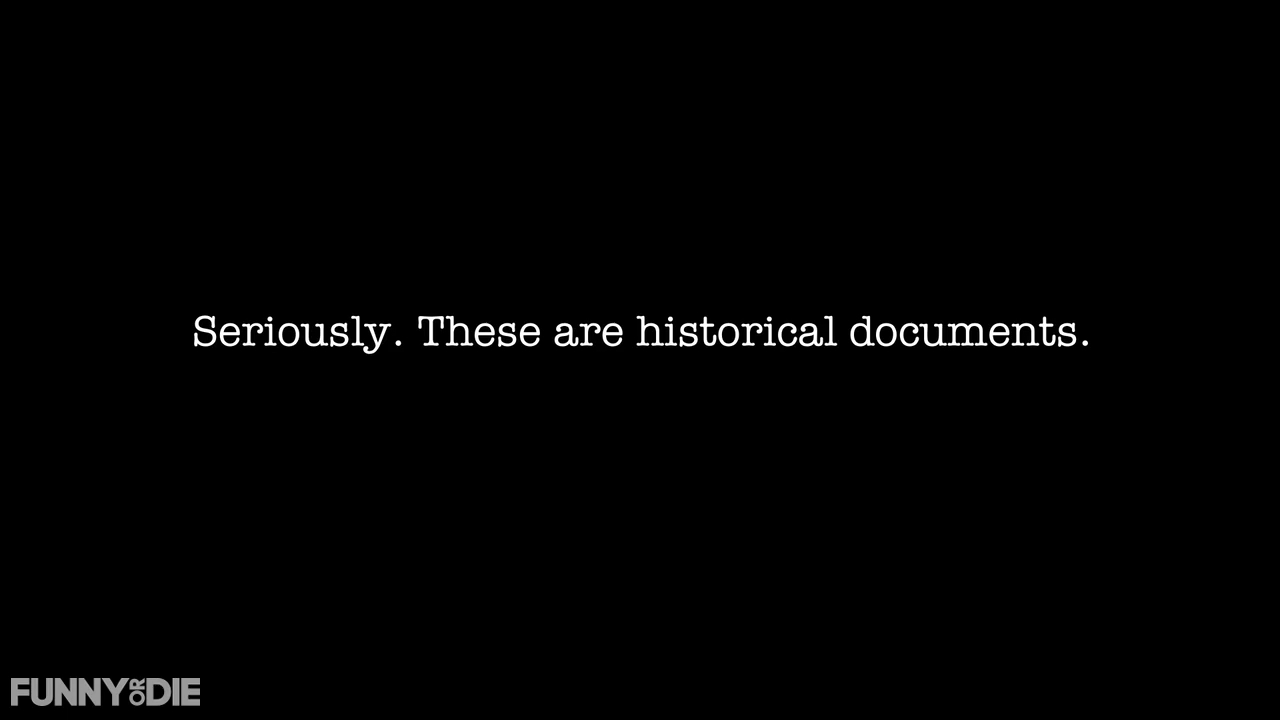 Seriously. These are historical documents.
FUNNY OR DIE